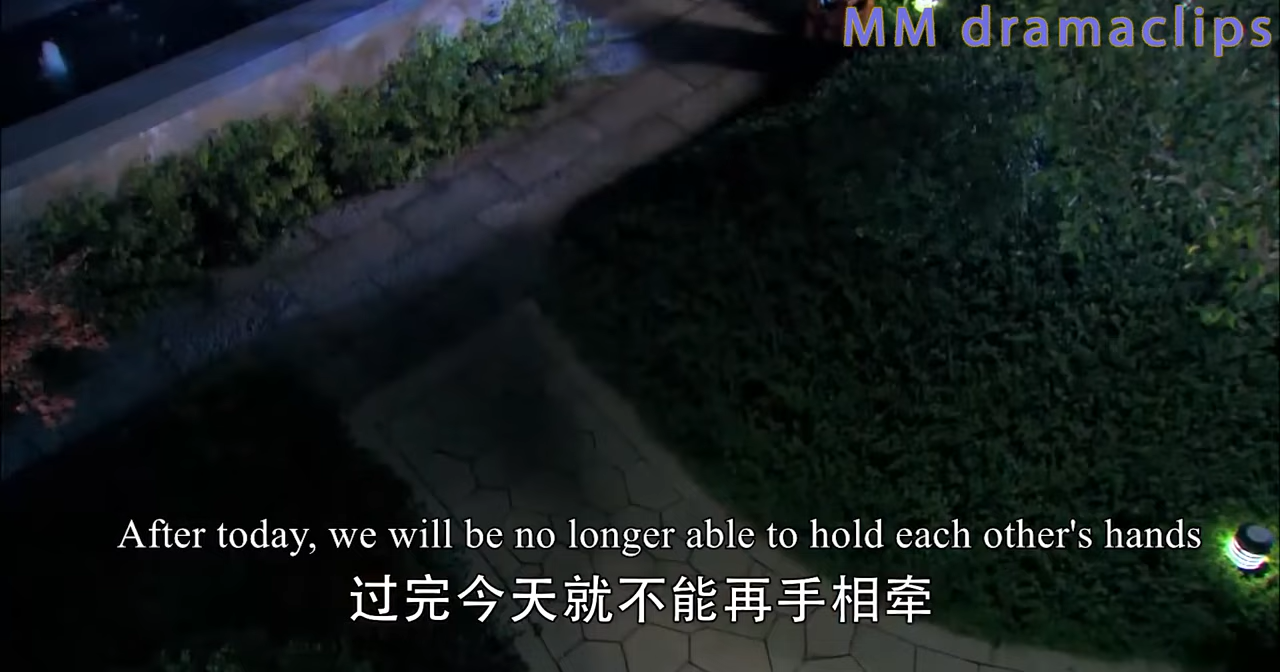 MM dramaclips
After today, we will be no longer able to hold each other's hands
过完今天就不能再手相牵